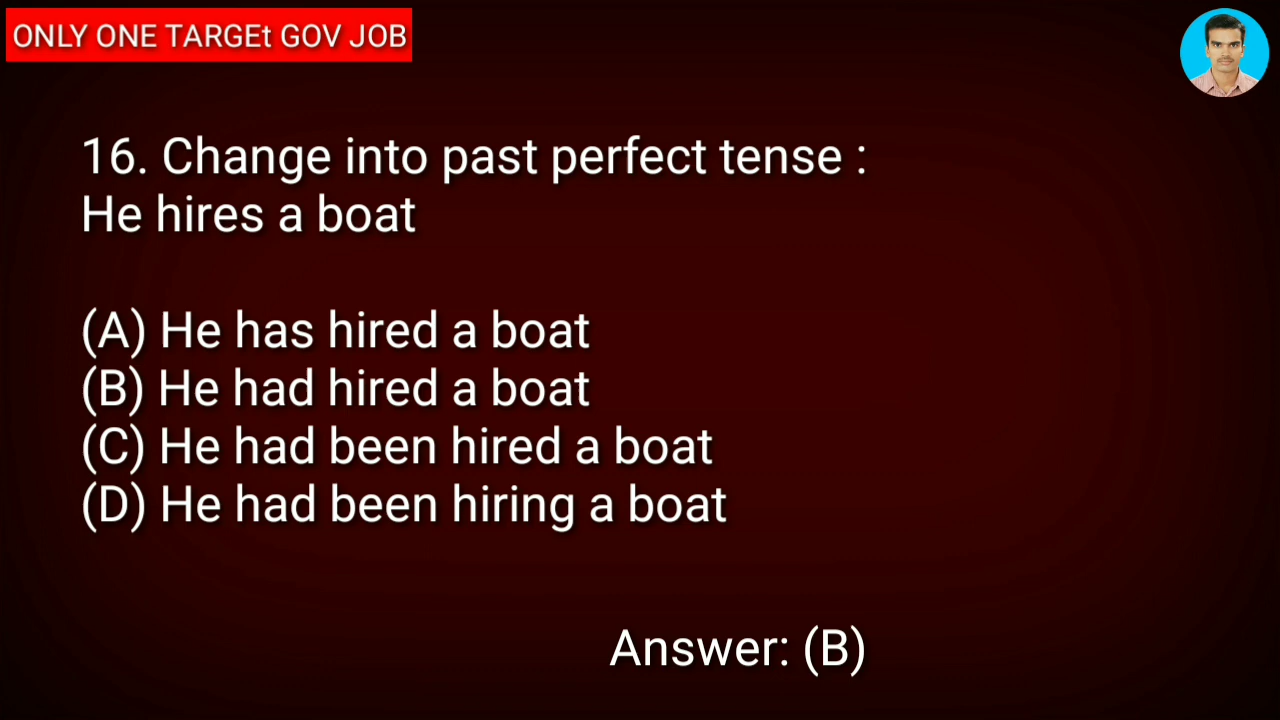 ONLY ONE TARGEt GOV JOB
16. Change into past perfect tense :
He hires a boat
(A) He has hired a boat
(B) He had hired a boat
(C) He had been hired a boat
(D) He had been hiring a boat
Answer: (B)